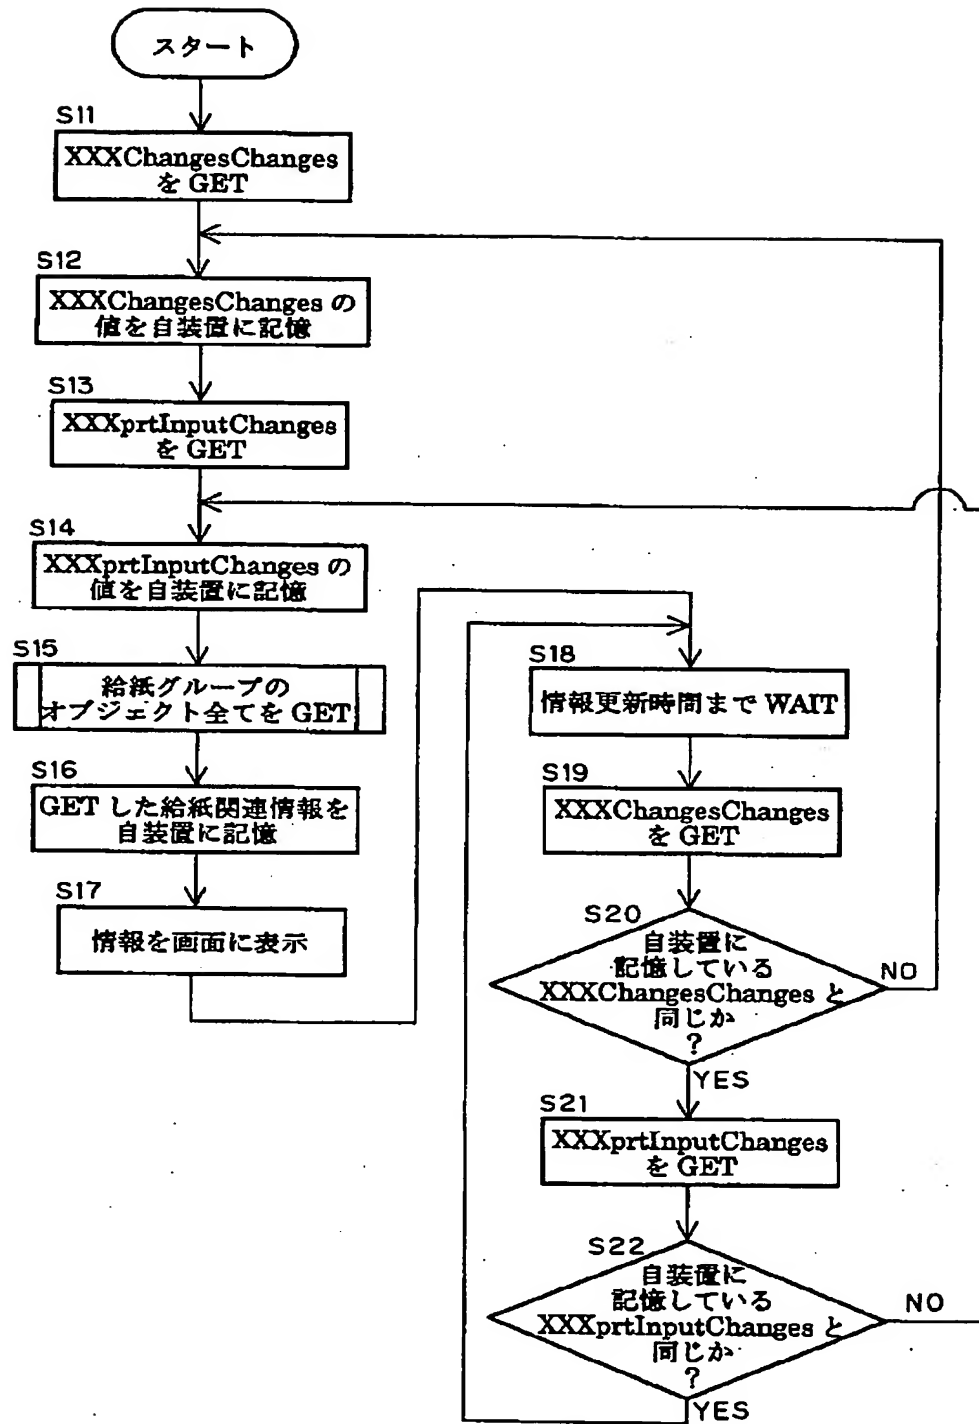 スタート
S11
XXXChangesChanges
を GET
S12
XXXChangesChanges の
値を自装置に記憶
S13
XXXprtInputChanges
を GET
S14
XXXprtInputChanges の
値を自装置に記憶
S15
給紙グループの
オブジェクト全てを GET
S16
GET した給紙関連情報を
自装置に記憶
S17
情報を画面に表示
S18
情報更新時間まで WAIT
S19
XXXChangesChanges
を GET
S20
自装置に
記憶している
XXXChangesChanges と
同じか
?
NO
YES
S21
XXXprtInputChanges
を GET
S22
自装置に
記憶している
XXXprtInputChanges と
同じか
?
NO
YES